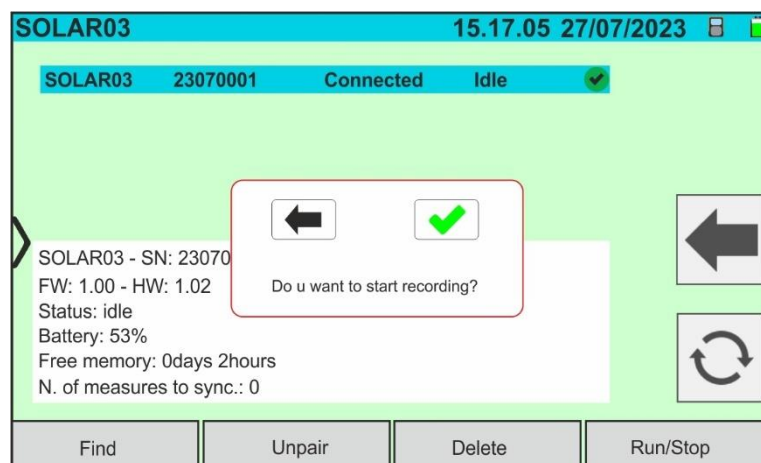 SOLAR03 15.17.05 27/07/2023
SOLAR03 23070001 Connected Idle
Do u want to start recording?
SOLAR03 - SN: 23070
FW: 1.00 - HW: 1.02
Status: idle
Battery: 53%
Free memory: 0days 2hours
N. of measures to sync.: 0
Find Unpair Delete Run/Stop